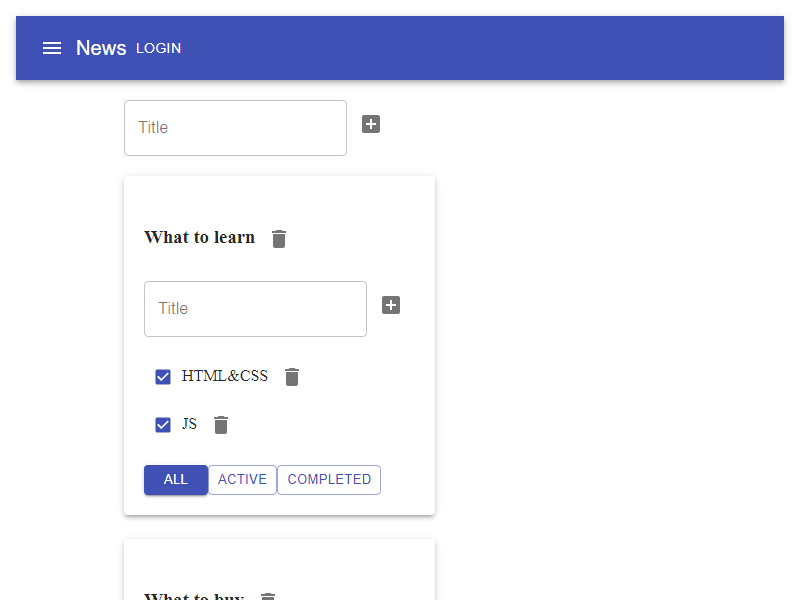 News LOGIN
Title
What to learn
Title
HTML&CSS
JS
ALL ACTIVE COMPLETED
What to buy